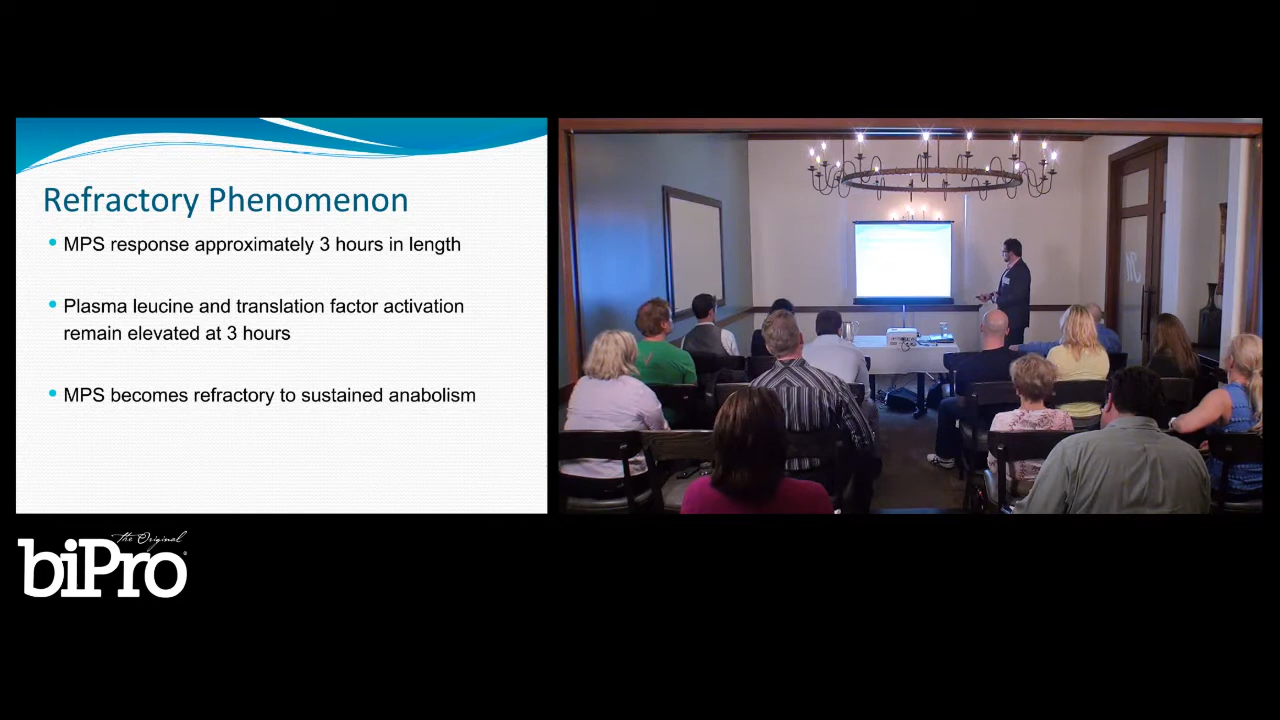 Refractory Phenomenon
MPS response approximately 3 hours in length
Plasma leucine and translation factor activation
remain elevated at 3 hours
MPS becomes refractory to sustained anabolism
The Original
biPro